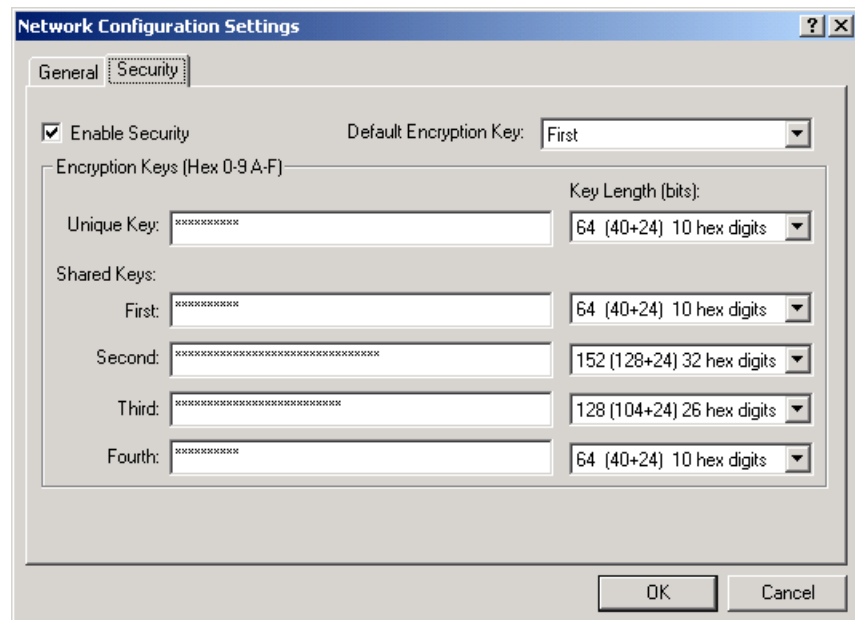 Network Configuration Settings
General Security
Enable Security Default Encryption Key: First
Encryption Keys (Hex 0-9 A-F)
Key Length (bits):
Unique Key: ********** 64 (40+24) 10 hex digits
Shared Keys:
First: ********** 64 (40+24) 10 hex digits
Second: ******************************** 152 (128+24) 32 hex digits
Third: ************************** 128 (104+24) 26 hex digits
Fourth: ********** 64 (40+24) 10 hex digits
OK Cancel